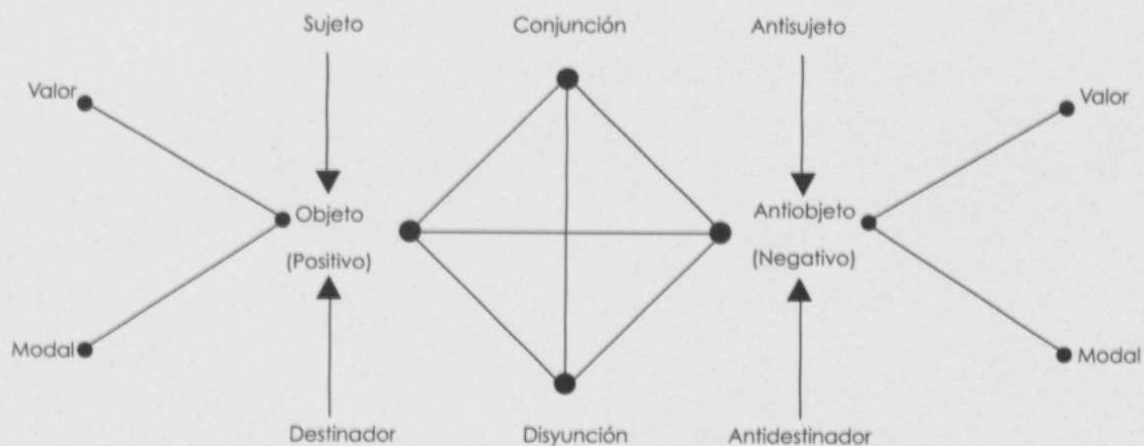 Sujeto Conjunción Antisujeto
Valor Valor
Objeto Antiobjeto
(Positivo) (Negativo)
Modal Modal
Destinador Disyunción Antidestinador